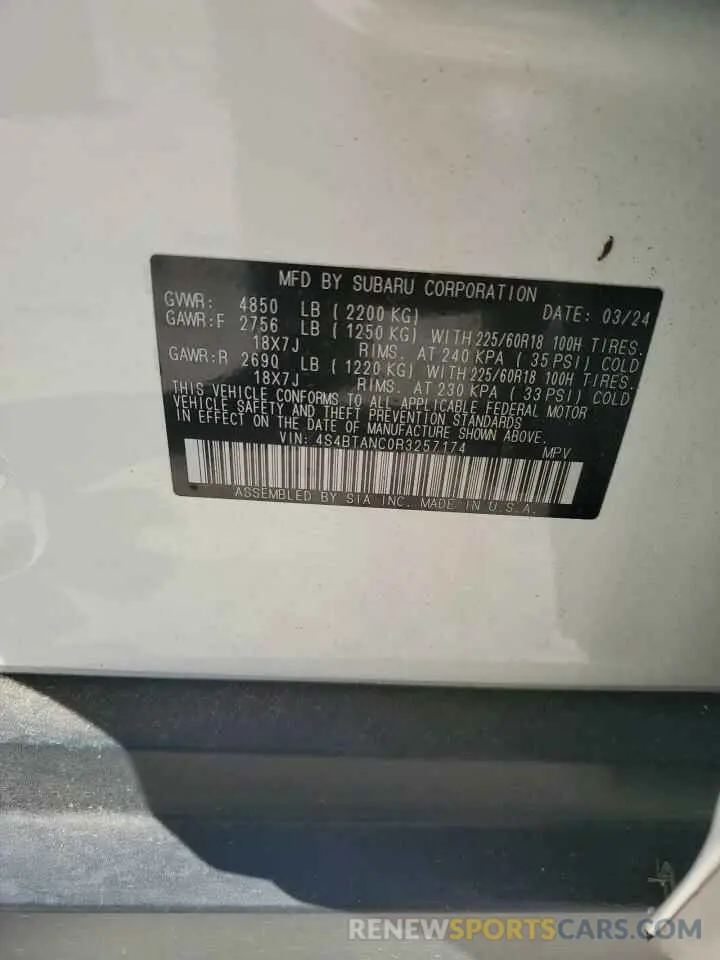 MFD BY SUBARU CORPORATION
GVWR: 4850 LB ( 2200 KG) DATE: 03/24
GAWR:F 2756 LB ( 1250 KG) WITH 225/60R18 100H TIRES.
18X7J RIMS. AT 240 KPA ( 35 PSI) COLD
GAWR:R 2690 LB ( 1220 KG) WITH 225/60R18 100H TIRES.
18X7J RIMS. AT 230 KPA ( 33 PSI) COLD
THIS VEHICLE CONFORMS TO ALL APPLICABLE FEDERAL MOTOR
VEHICLE SAFETY AND THEFT PREVENTION STANDARDS
IN EFFECT ON THE DATE OF MANUFACTURE SHOWN ABOVE.
VIN: 4S4BTANC0R3257174 MPV
ASSEMBLED BY SIA INC. MADE IN U.S.A.
RENEWSPORTSCARS.COM